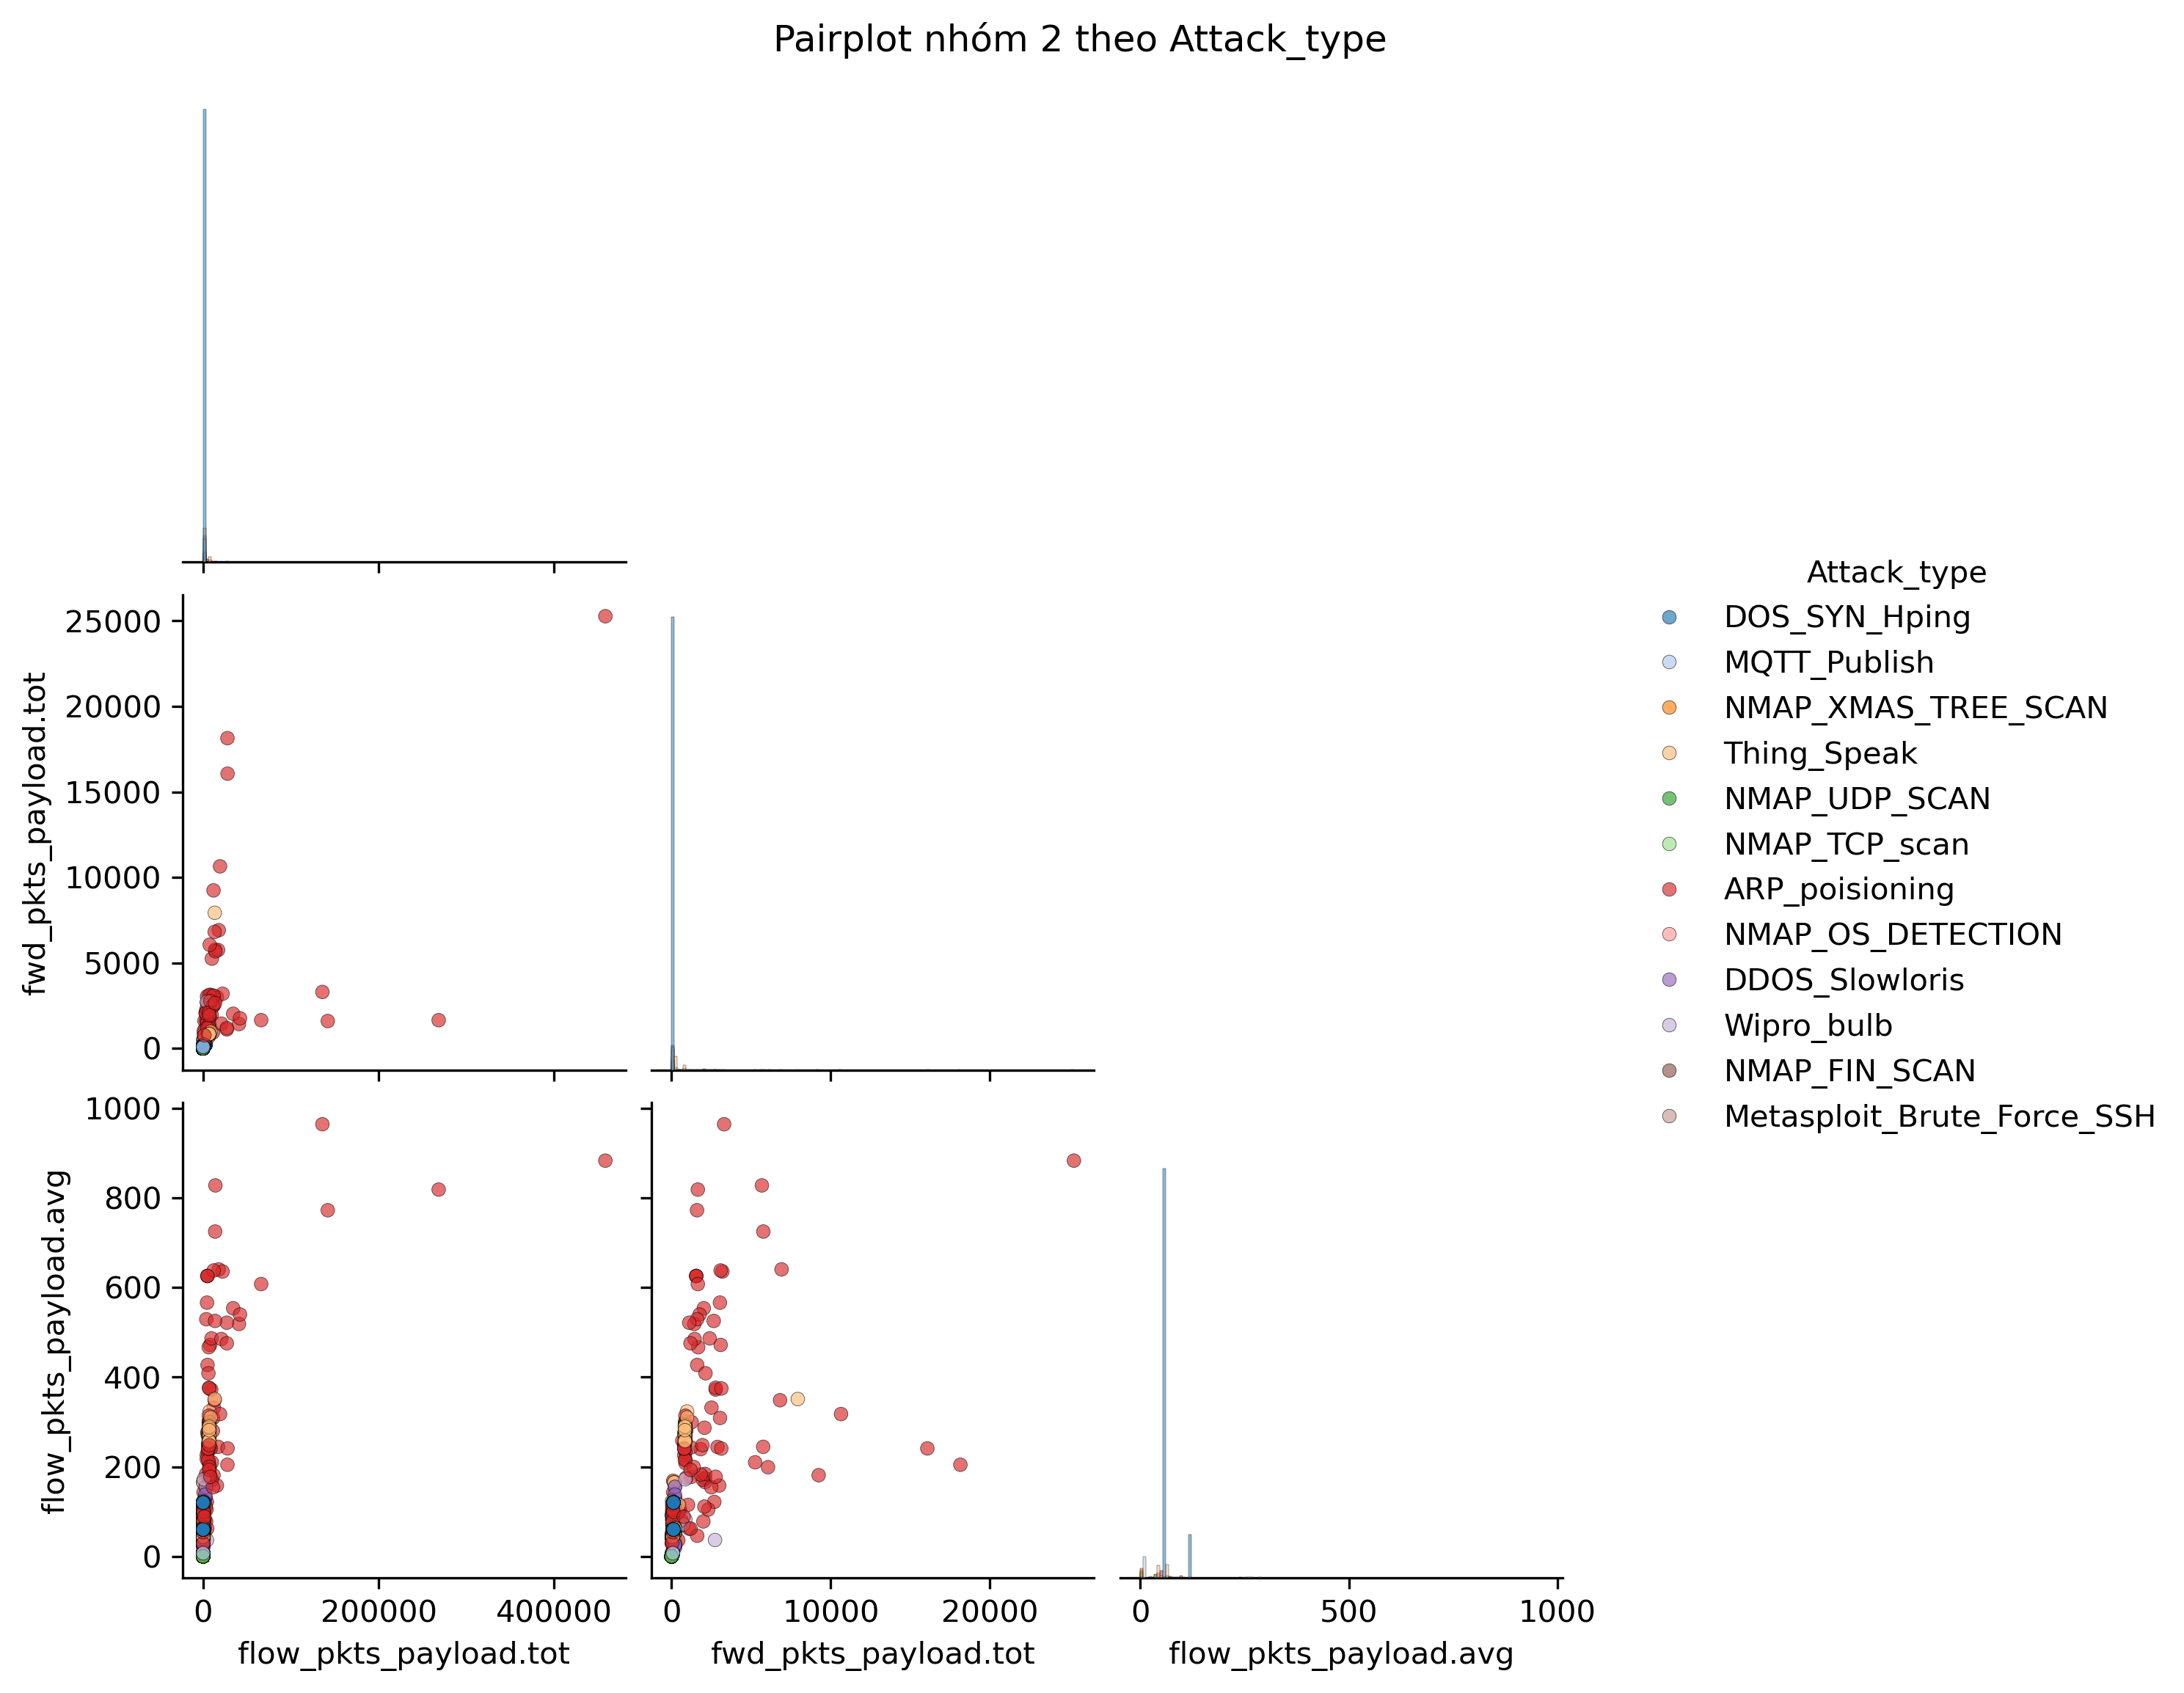 Pairplot nhóm 2 theo Attack_type
fwd_pkts_payload.tot
25000
20000
15000
10000
5000
0
flow_pkts_payload.avg
1000
800
600
400
200
0
0 200000 400000
flow_pkts_payload.tot
0 10000 20000
fwd_pkts_payload.tot
0 500 1000
flow_pkts_payload.avg
Attack_type
DOS_SYN_Hping
MQTT_Publish
NMAP_XMAS_TREE_SCAN
Thing_Speak
NMAP_UDP_SCAN
NMAP_TCP_scan
ARP_poisioning
NMAP_OS_DETECTION
DDOS_Slowloris
Wipro_bulb
NMAP_FIN_SCAN
Metasploit_Brute_Force_SSH